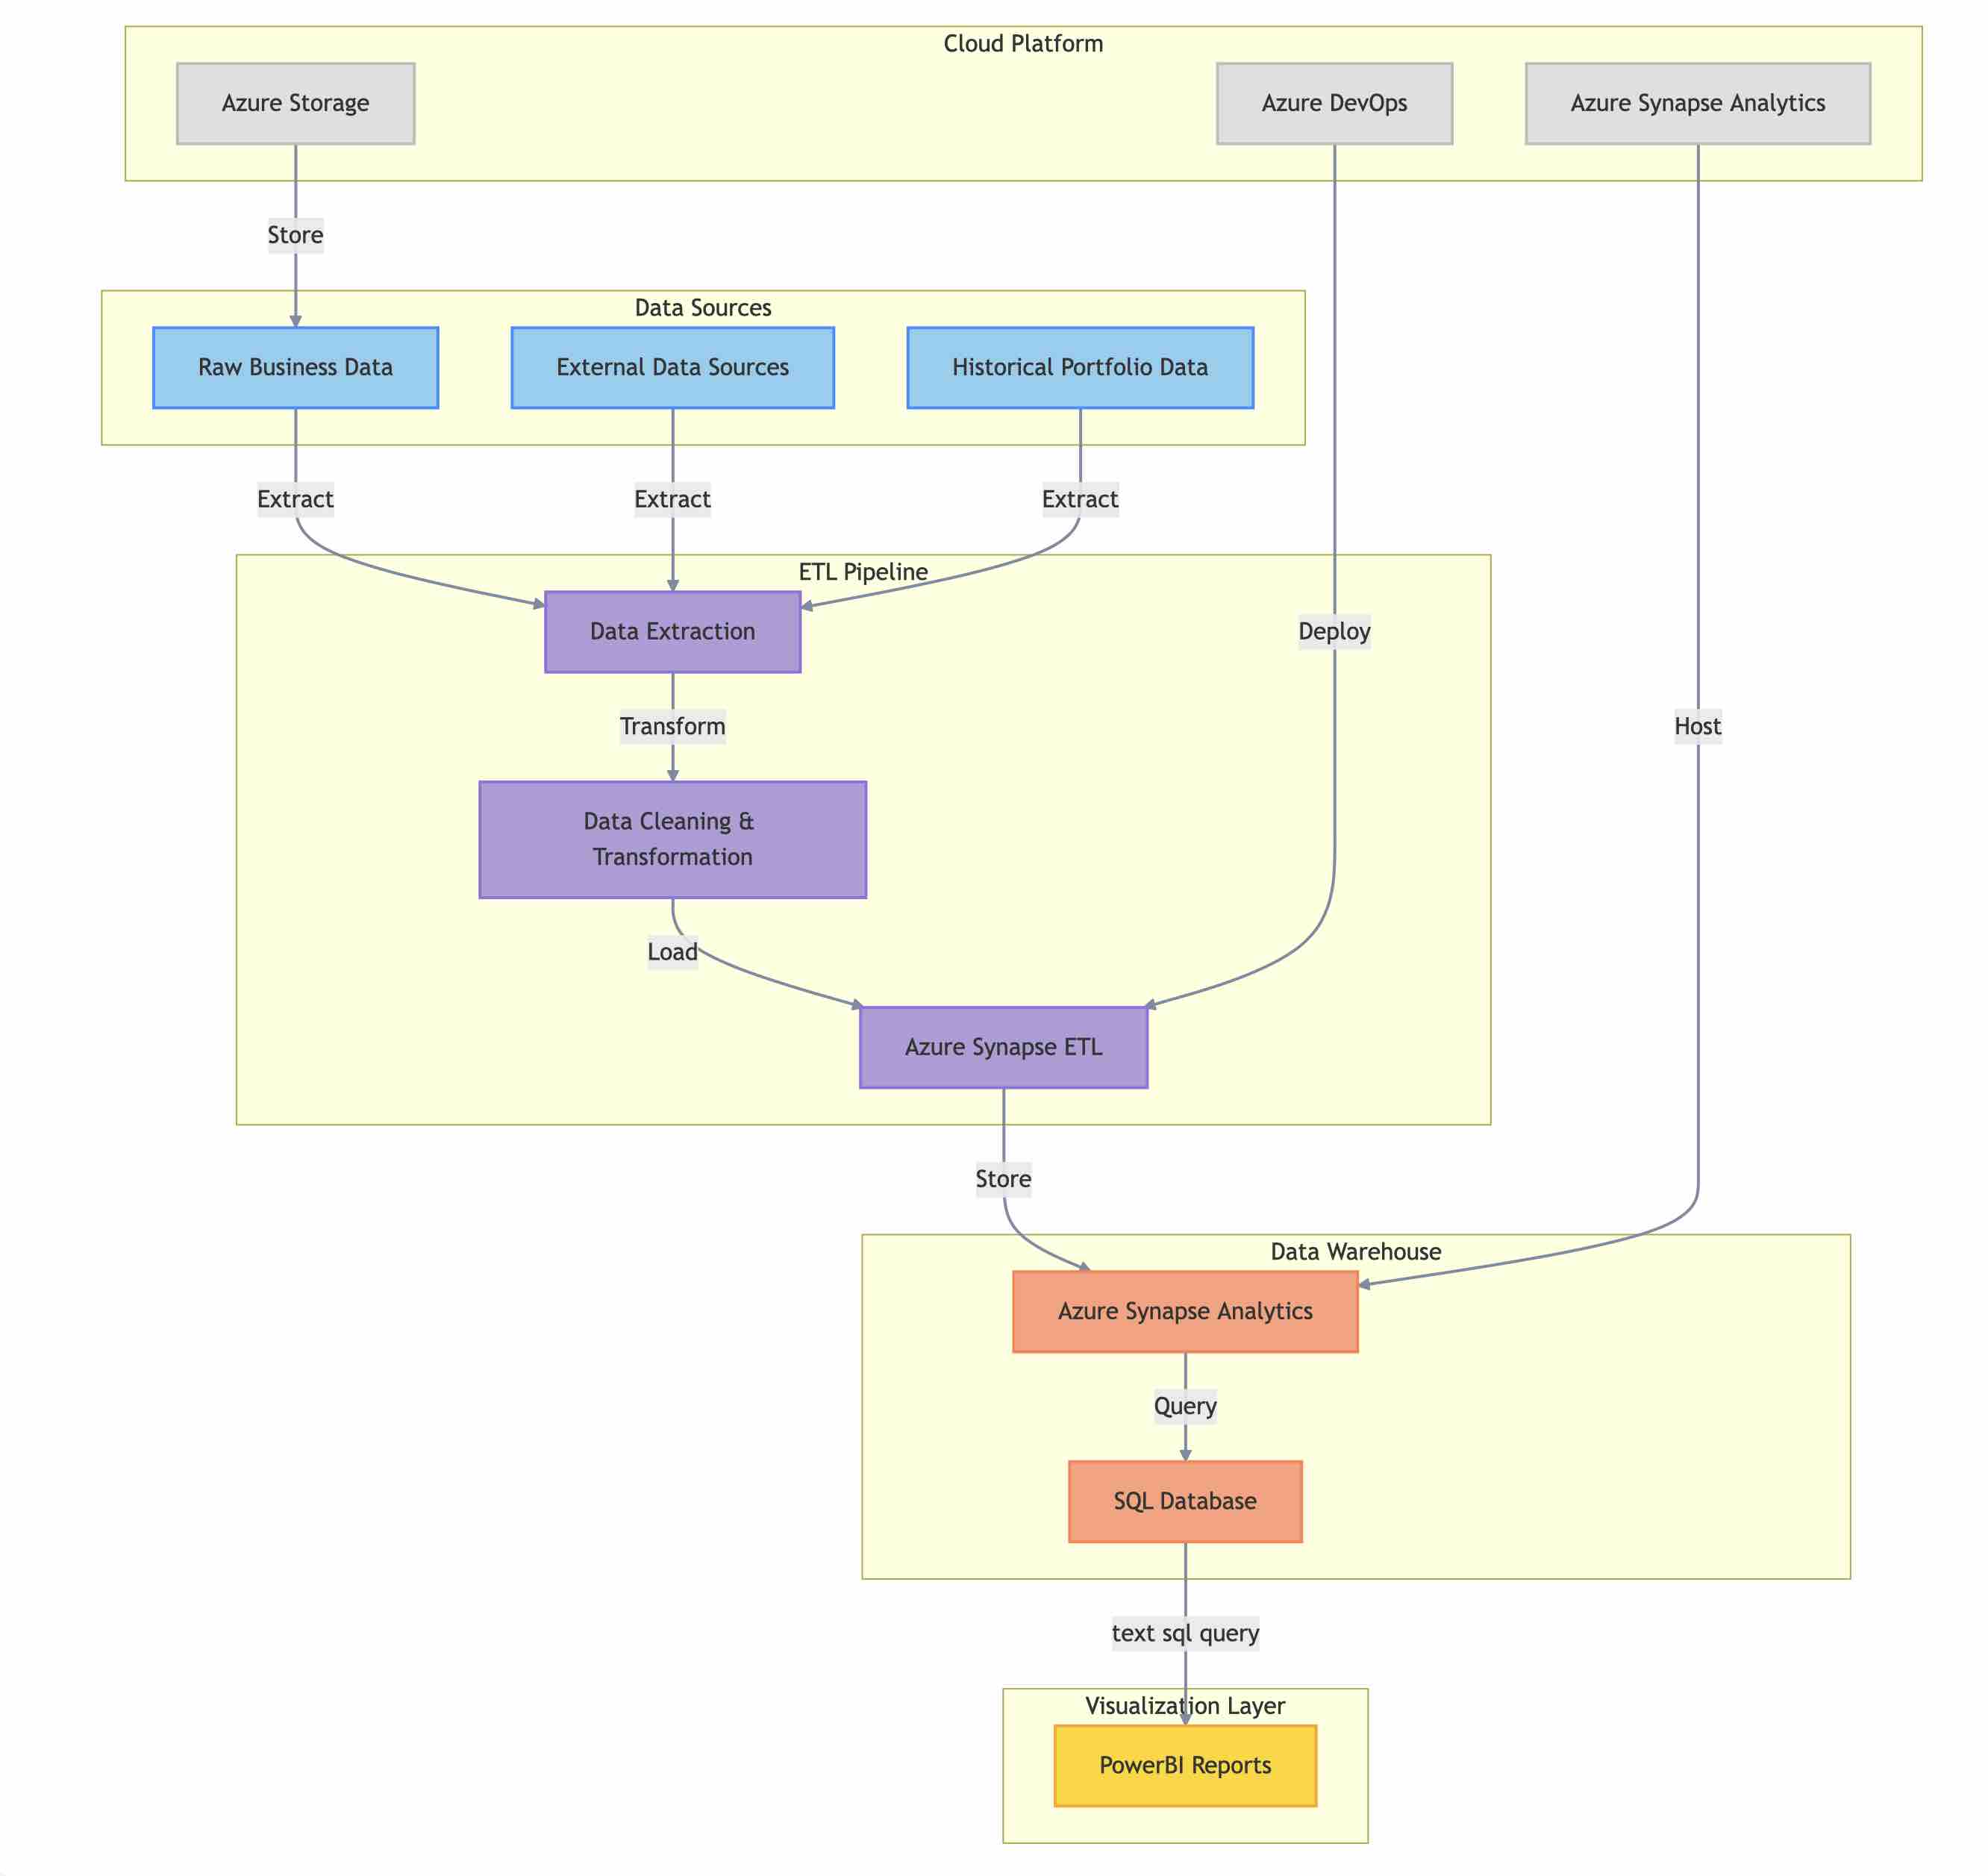 Cloud Platform
Azure Storage
Azure DevOps
Azure Synapse Analytics
Store
Data Sources
Raw Business Data
External Data Sources
Historical Portfolio Data
Extract
Extract
Extract
ETL Pipeline
Data Extraction
Deploy
Transform
Host
Data Cleaning &
Transformation
Load
Azure Synapse ETL
Store
Data Warehouse
Azure Synapse Analytics
Query
SQL Database
text sql query
Visualization Layer
PowerBI Reports